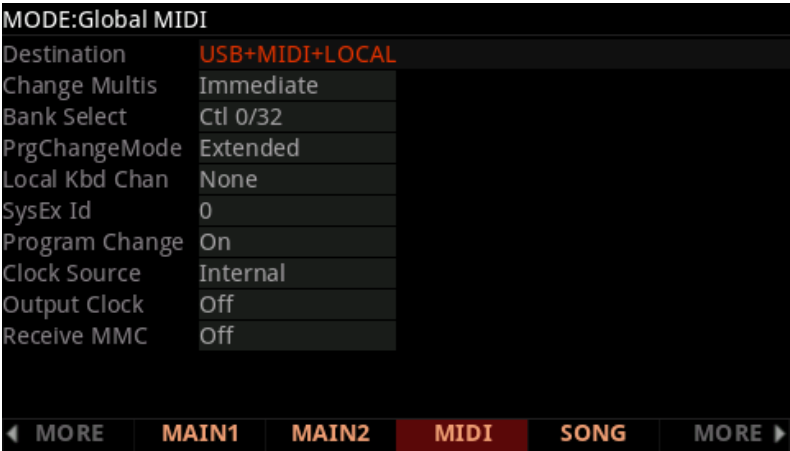 MODE:Global MIDI
Destination USB+MIDI+LOCAL
Change Multis Immediate
Bank Select Ctl 0/32
PrgChangeMode Extended
Local Kbd Chan None
SysEx Id 0
Program Change On
Clock Source Internal
Output Clock Off
Receive MMC Off
MORE MAIN1 MAIN2 MIDI SONG MORE